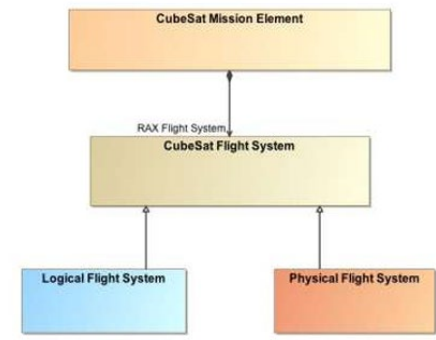 CubeSat Mission Element
RAX Flight System
CubeSat Flight System
Logical Flight System
Physical Flight System